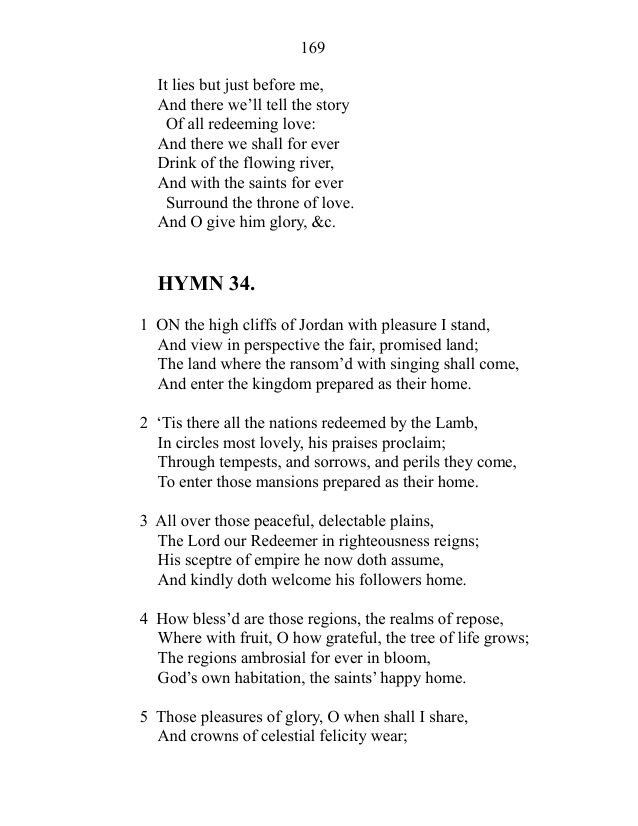 169
It lies but just before me,
And there we’ll tell the story
Of all redeeming love:
And there we shall for ever
Drink of the flowing river,
And with the saints for ever
Surround the throne of love.
And O give him glory, &c.
HYMN 34.
1 ON the high cliffs of Jordan with pleasure I stand,
And view in perspective the fair, promised land;
The land where the ransom’d with singing shall come,
And enter the kingdom prepared as their home.
2 ‘Tis there all the nations redeemed by the Lamb,
In circles most lovely, his praises proclaim;
Through tempests, and sorrows, and perils they come,
To enter those mansions prepared as their home.
3 All over those peaceful, delectable plains,
The Lord our Redeemer in righteousness reigns;
His sceptre of empire he now doth assume,
And kindly doth welcome his followers home.
4 How bless’d are those regions, the realms of repose,
Where with fruit, O how grateful, the tree of life grows;
The regions ambrosial for ever in bloom,
God’s own habitation, the saints’ happy home.
5 Those pleasures of glory, O when shall I share,
And crowns of celestial felicity wear;